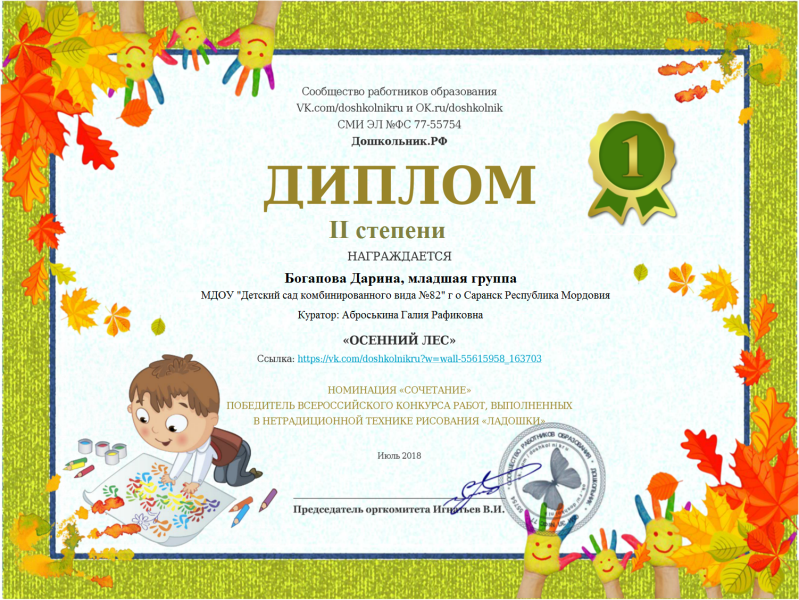 Сообщество работников образования
VK.com/doshkolnikru и OK.ru/doshkolnik
СМИ ЭЛ №ФС 77-55754
Дошкольник.РФ
1
ДИПЛОМ
II степени
НАГРАЖДАЕТСЯ
Богапова Дарина, младшая группа
МДОУ "Детский сад комбинированного вида №82" г о Саранск Республика Мордовия
Куратор: Аброськина Галия Рафиковна
«ОСЕННИЙ ЛЕС»
Ссылка: https://vk.com/doshkolnikru?w=wall-55615958_163703
НОМИНАЦИЯ «СОЧЕТАНИЕ»
ПОБЕДИТЕЛЬ ВСЕРОССИЙСКОГО КОНКУРСА РАБОТ, ВЫПОЛНЕННЫХ
В НЕТРАДИЦИОННОЙ ТЕХНИКЕ РИСОВАНИЯ «ЛАДОШКИ»
Июль 2018
СООБЩЕСТВО РАБОТНИКОВ ОБРАЗОВАНИЯ
Председатель оргкомитета Игнатьев В.И.